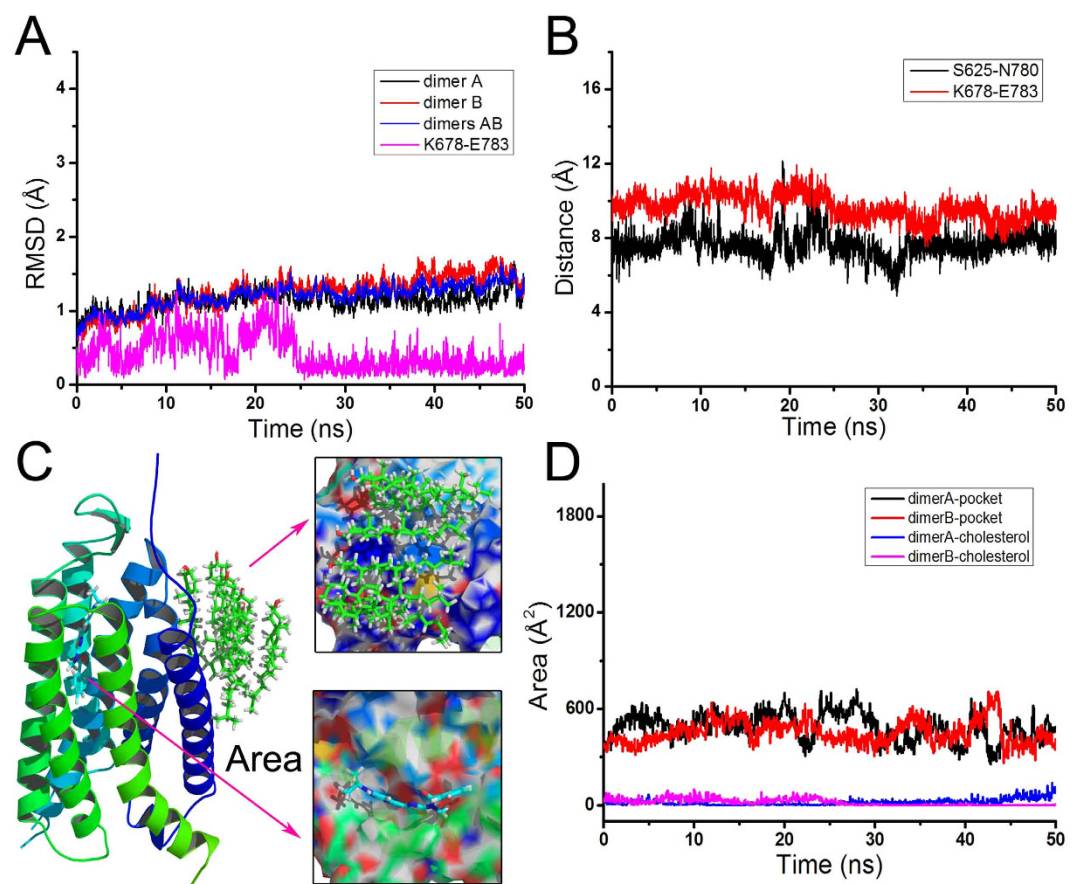 A
RMSD (Å)
4
3
2
1
0
dimer A
dimer B
dimers AB
K678-E783
0 10 20 30 40 50
Time (ns)
B
Distance (Å)
16
12
8
4
0
S625-N780
K678-E783
0 10 20 30 40 50
Time (ns)
C
Area
D
Area (Å²)
1800
1200
600
0
dimerA-pocket
dimerB-pocket
dimerA-cholesterol
dimerB-cholesterol
0 10 20 30 40 50
Time (ns)